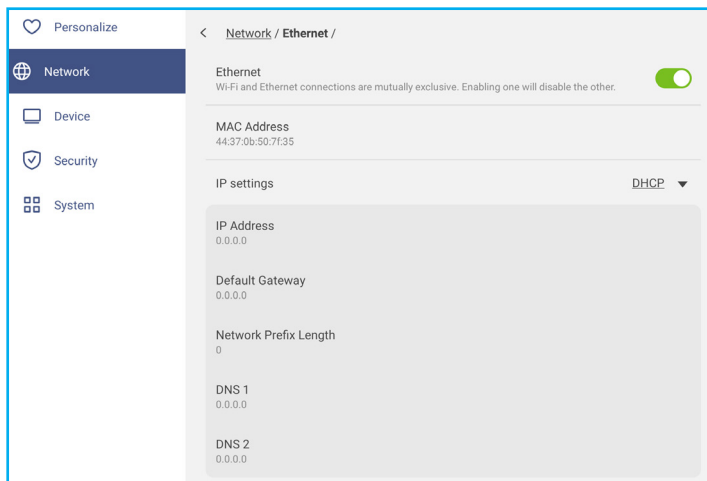 Personalize
Network
Device
Security
System
Network / Ethernet /
Ethernet
Wi-Fi and Ethernet connections are mutually exclusive. Enabling one will disable the other.
MAC Address
44:37:0b:50:7f:35
IP settings
DHCP
IP Address
0.0.0.0
Default Gateway
0.0.0.0
Network Prefix Length
0
DNS 1
0.0.0.0
DNS 2
0.0.0.0